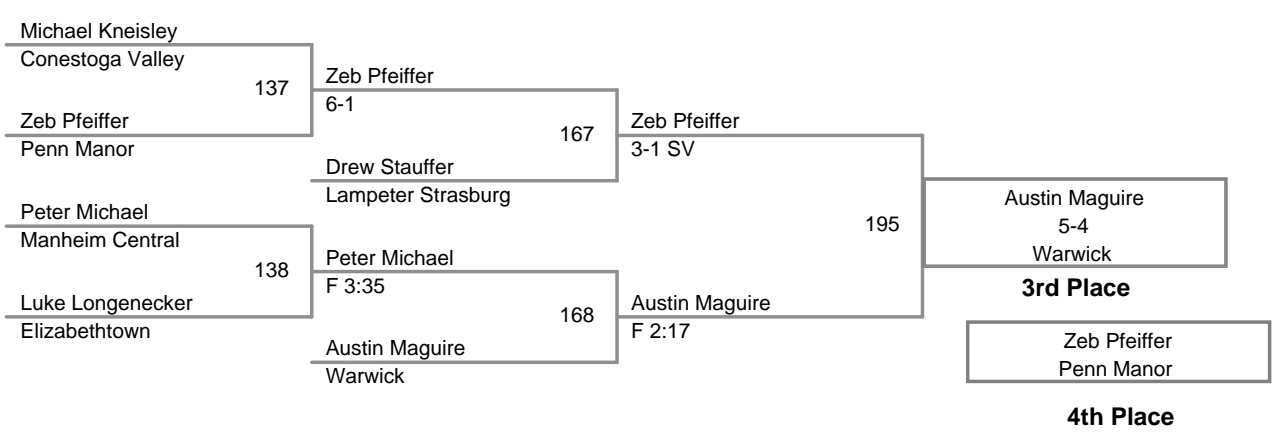 Michael Kneisley
Conestoga Valley
137
Zeb Pfeiffer
Penn Manor
Peter Michael
Manheim Central
138
Luke Longenecker
Elizabethtown
Zeb Pfeiffer
6-1
167
Drew Stauffer
Lampeter Strasburg
Peter Michael
F 3:35
168
Austin Maguire
Warwick
Zeb Pfeiffer
3-1 SV
195
Austin Maguire
F 2:17
Austin Maguire
5-4
Warwick
3rd Place
Zeb Pfeiffer
Penn Manor
4th Place